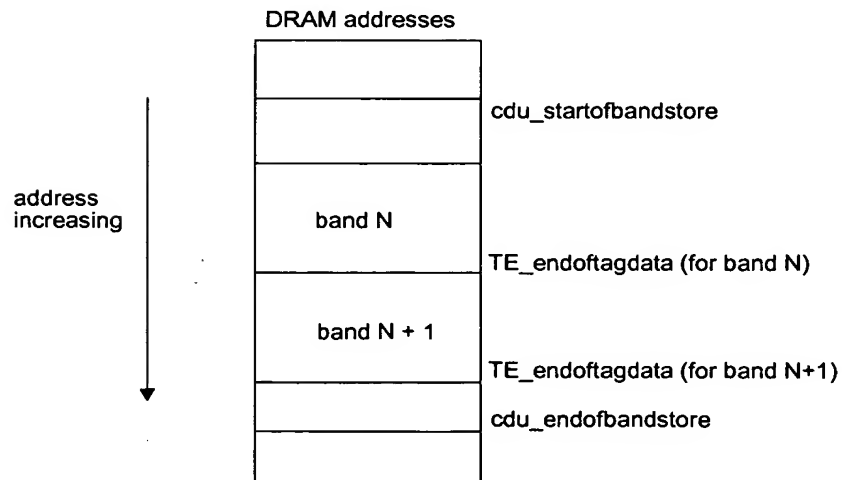 DRAM addresses
cdu_startofbandstore
address
increasing
band N
TE_endoftagdata (for band N)
band N + 1
TE_endoftagdata (for band N+1)
cdu_endofbandstore